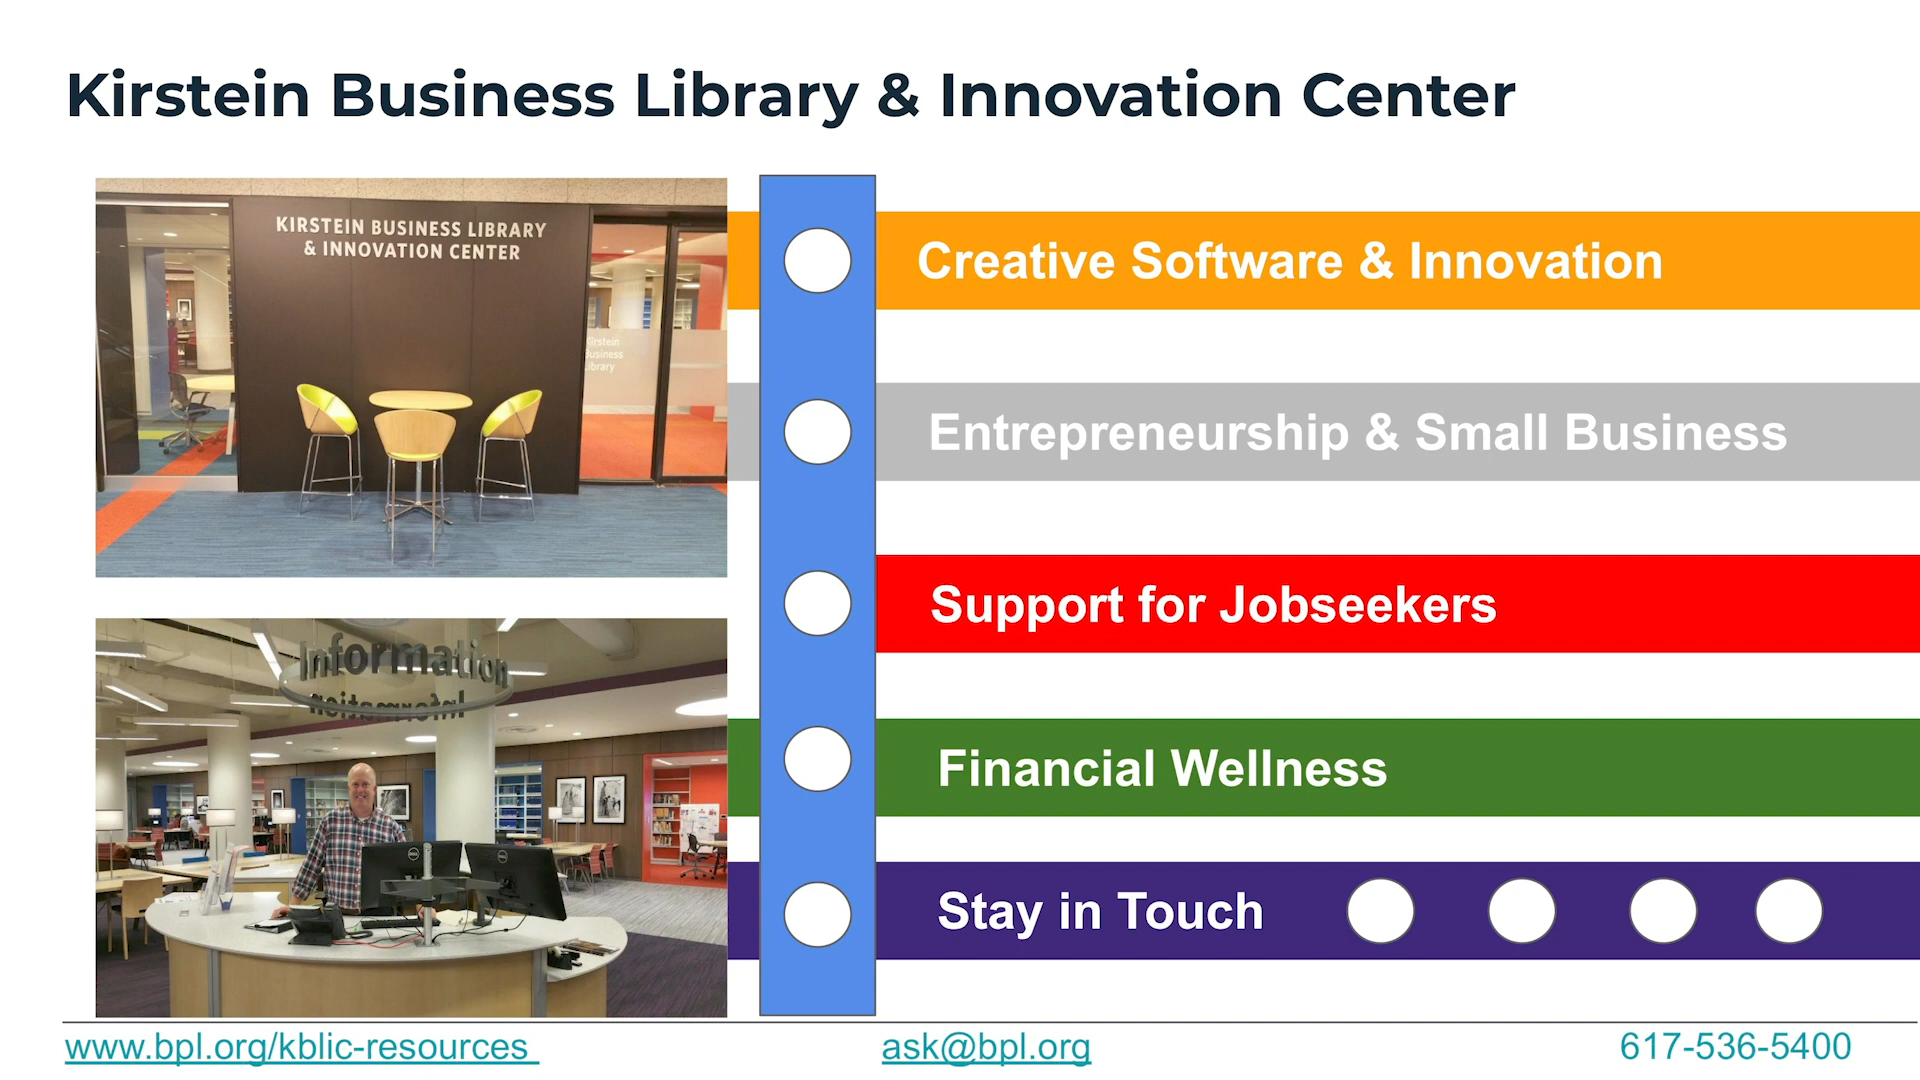 Kirstein Business Library & Innovation Center
KIRSTEIN BUSINESS LIBRARY
& INNOVATION CENTER
Kirstein
Business
Library
Creative Software & Innovation
Entrepreneurship & Small Business
Support for Jobseekers
Information
Information
Financial Wellness
Stay in Touch
www.bpl.org/kblic-resources
ask@bpl.org
617-536-5400